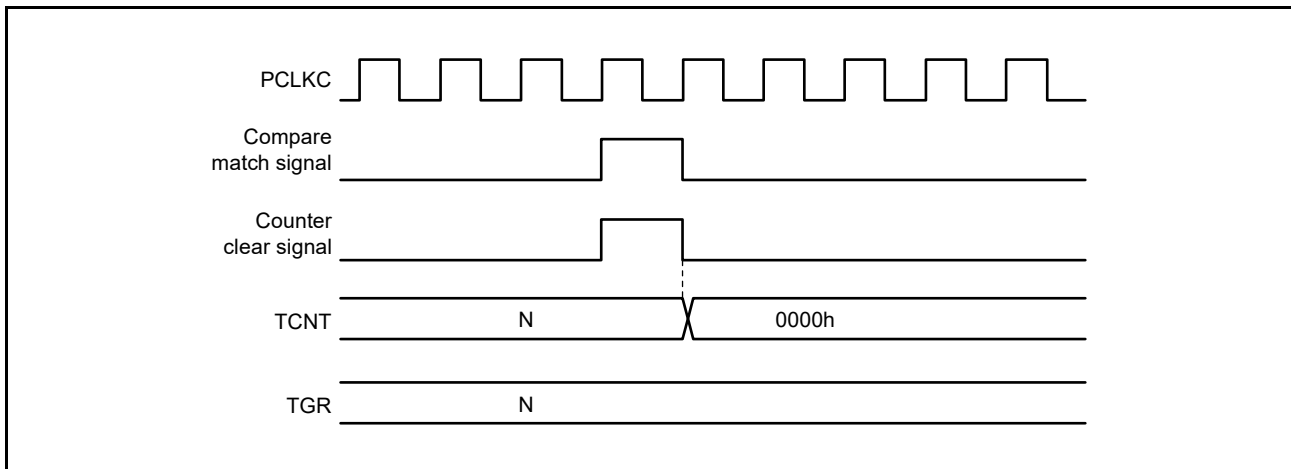 PCLKC
Compare
match signal
Counter
clear signal
TCNT
N
0000h
TGR
N